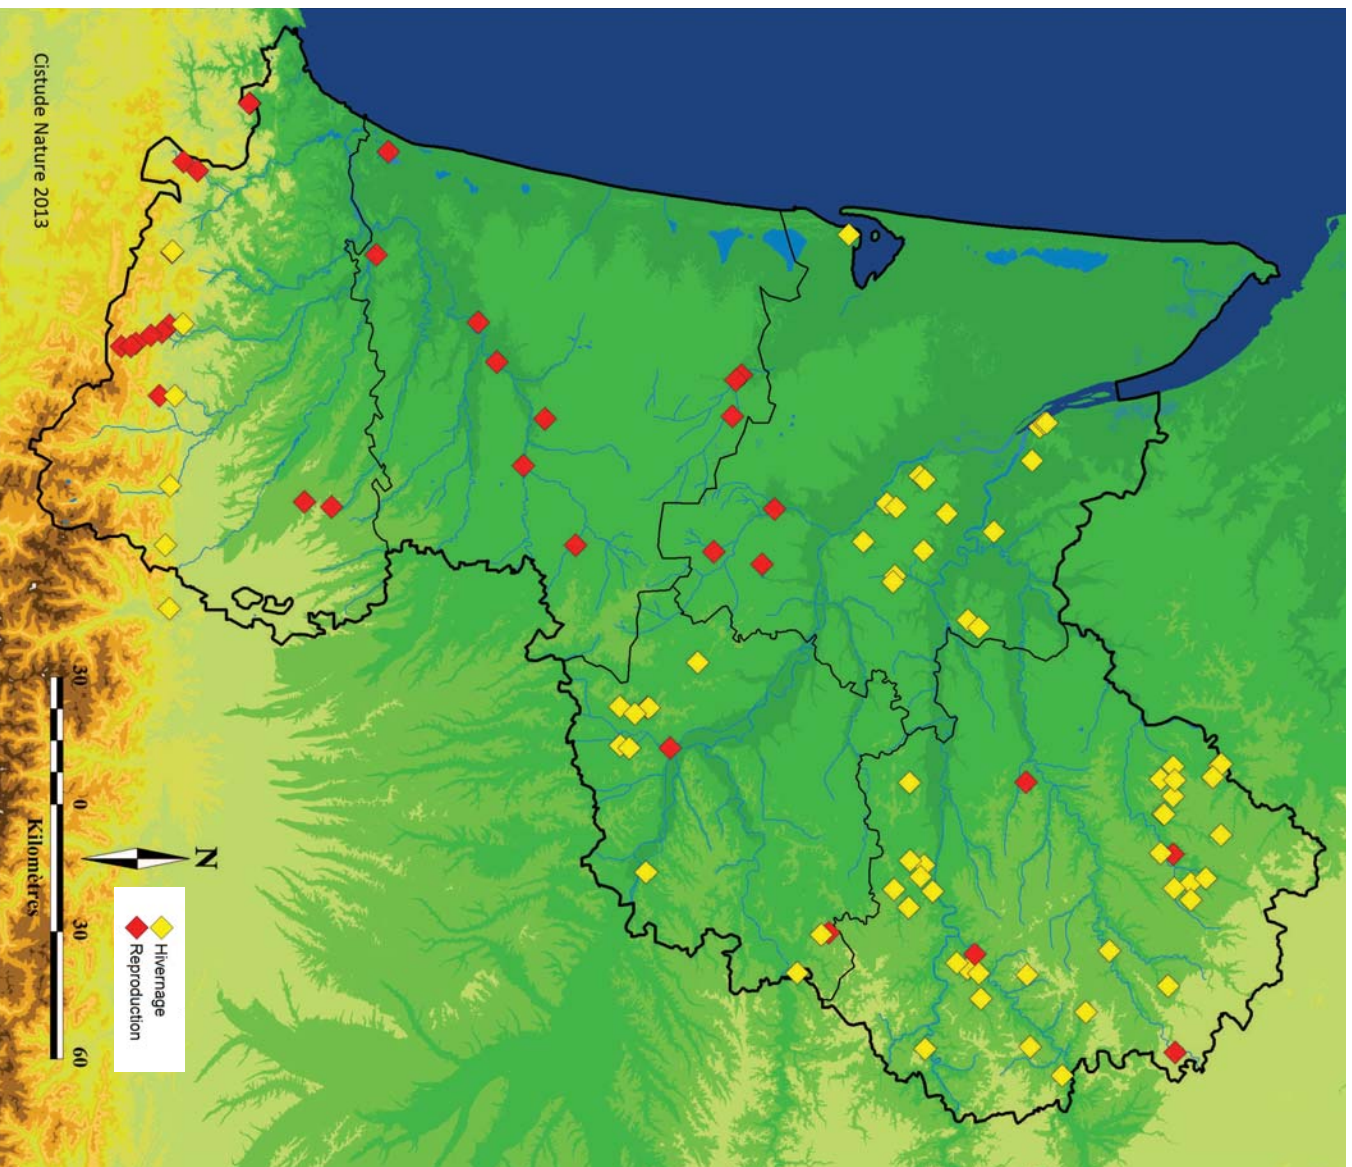 Cistude Nature 2013
30 0 30 60
Kilomètres
N
Hivernage
Reproduction